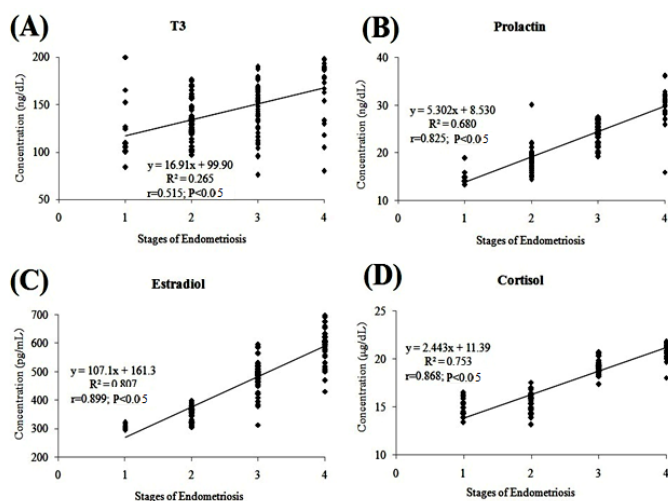 (A)
T3
200
150
100
50
0
1
2
3
4
Concentration (ng/dL)
y = 16.91x + 99.90
R² = 0.265
r=0.515; P<0.05
Stages of Endometriosis
(B)
Prolactin
40
30
20
10
0
1
2
3
4
Concentration (ng/dL)
y = 5.302x + 8.530
R² = 0.680
r=0.825; P<0.05
Stages of Endometriosis
(C)
Estradiol
700
600
500
400
300
200
0
1
2
3
4
Concentration (pg/mL)
y = 107.1x + 161.3
R² = 0.807
r=0.899; P<0.05
Stages of Endometriosis
(D)
Cortisol
25
20
15
10
0
1
2
3
4
Concentration (µg/dL)
y = 2.443x + 11.39
R² = 0.753
r=0.868; P<0.05
Stages of Endometriosis